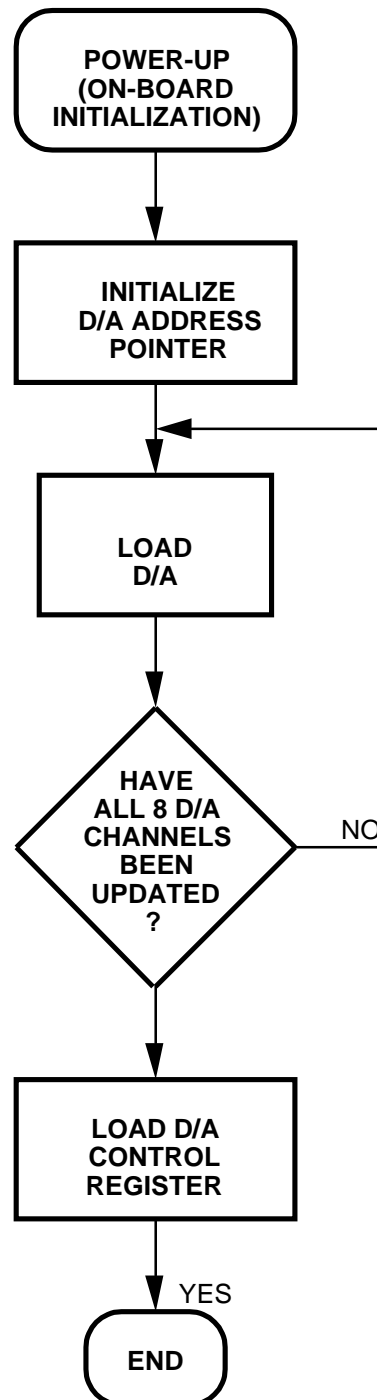 POWER-UP
(ON-BOARD
INITIALIZATION)
INITIALIZE
D/A ADDRESS
POINTER
LOAD
D/A
HAVE
ALL 8 D/A
CHANNELS
BEEN
UPDATED
?
NO
LOAD D/A
CONTROL
REGISTER
YES
END